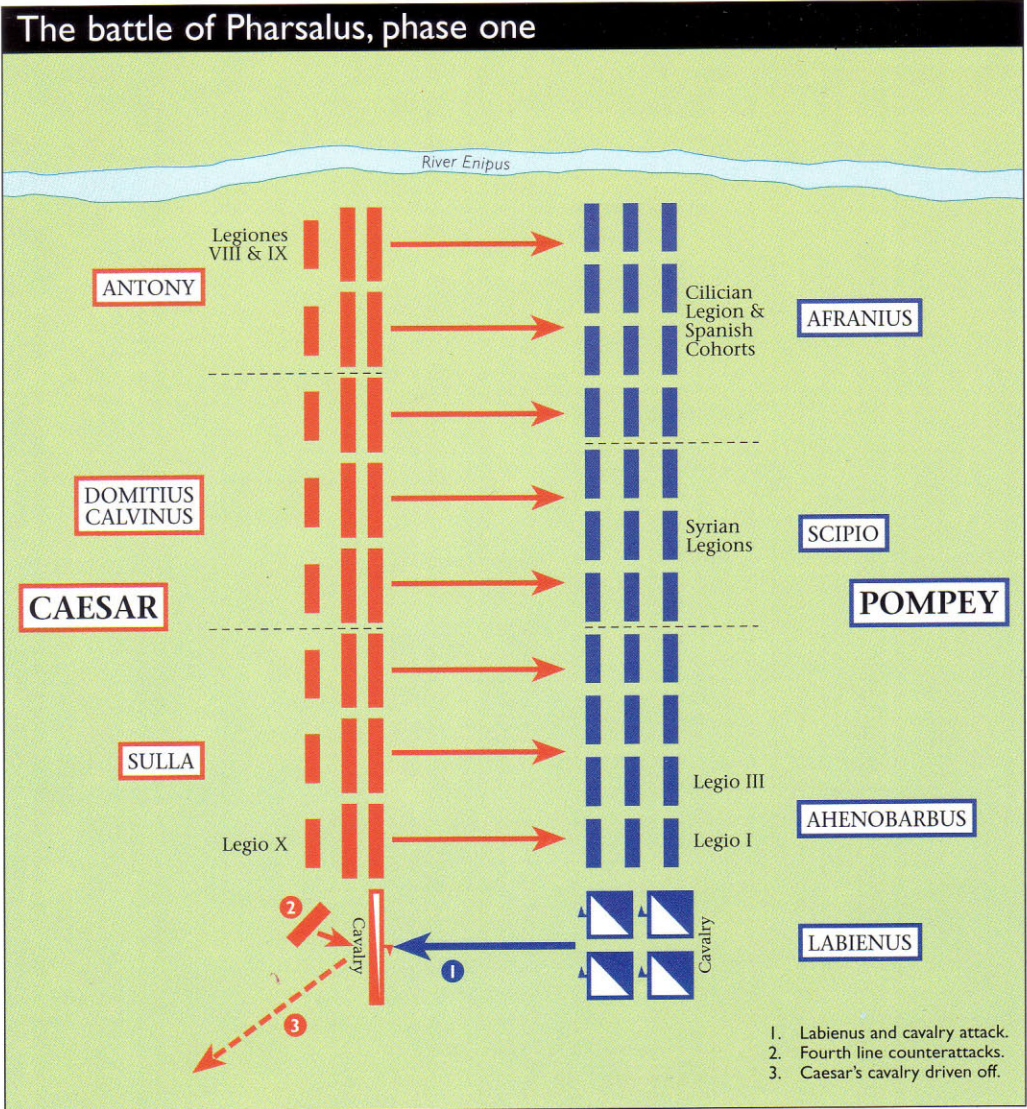 The battle of Pharsalus, phase one
River Enipus
Legiones
VIII & IX
ANTONY
Cilician
Legion &
Spanish
Cohorts
AFRANIUS
DOMITIUS
CALVINUS
Syrian
Legions
SCIPIO
CAESAR
POMPEY
SULLA
Legio III
AHENOBARBUS
Legio X
Legio I
2
Cavalry
Cavalry
LABIENUS
1
3
1. Labienus and cavalry attack.
2. Fourth line counterattacks.
3. Caesar's cavalry driven off.